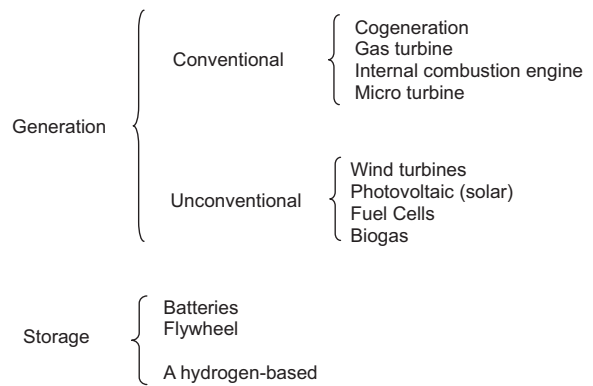 Generation
Conventional
Cogeneration
Gas turbine
Internal combustion engine
Micro turbine
Unconventional
Wind turbines
Photovoltaic (solar)
Fuel Cells
Biogas
Storage
Batteries
Flywheel
A hydrogen-based